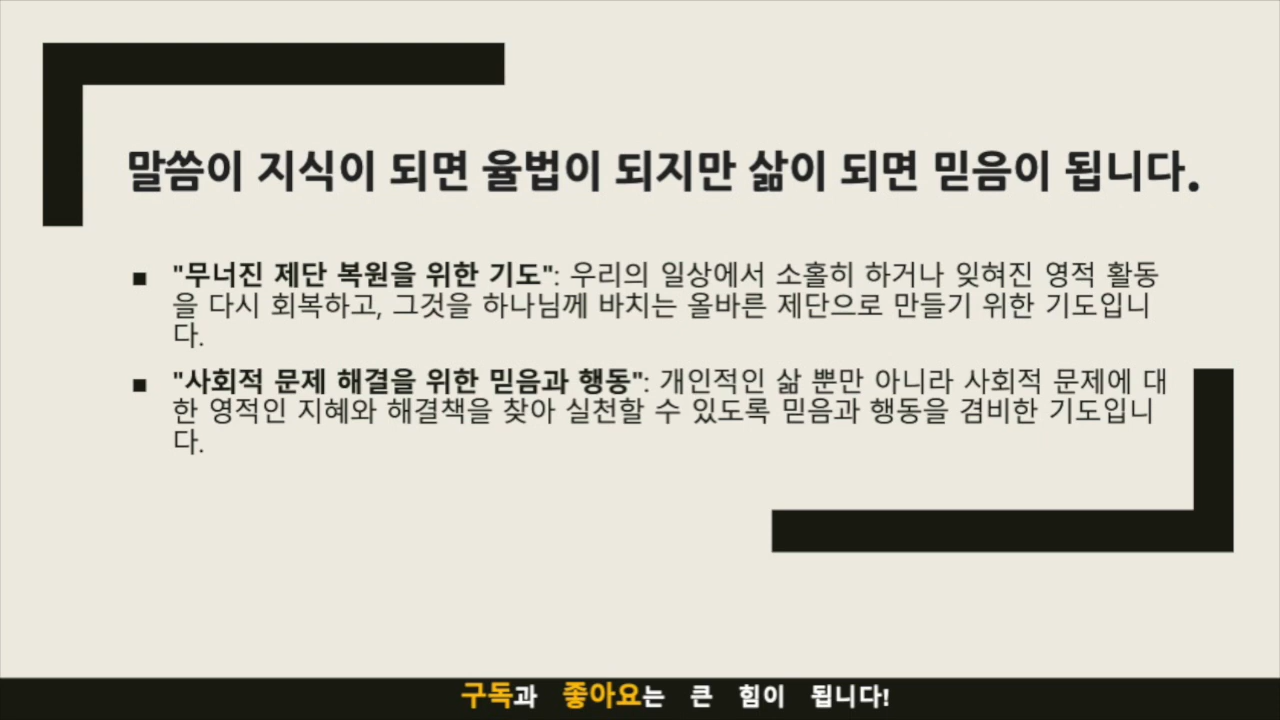 말씀이 지식이 되면 율법이 되지만 삶이 되면 믿음이 됩니다.
■ "무너진 제단 복원을 위한 기도": 우리의 일상에서 소홀히 하거나 잊혀진 영적 활동
을 다시 회복하고, 그것을 하나님께 바치는 올바른 제단으로 만들기 위한 기도입니
다.
■ "사회적 문제 해결을 위한 믿음과 행동": 개인적인 삶 뿐만 아니라 사회적 문제에 대
한 영적인 지혜와 해결책을 찾아 실천할 수 있도록 믿음과 행동을 겸비한 기도입니
다.
구독과 좋아요는 큰 힘이 됩니다!